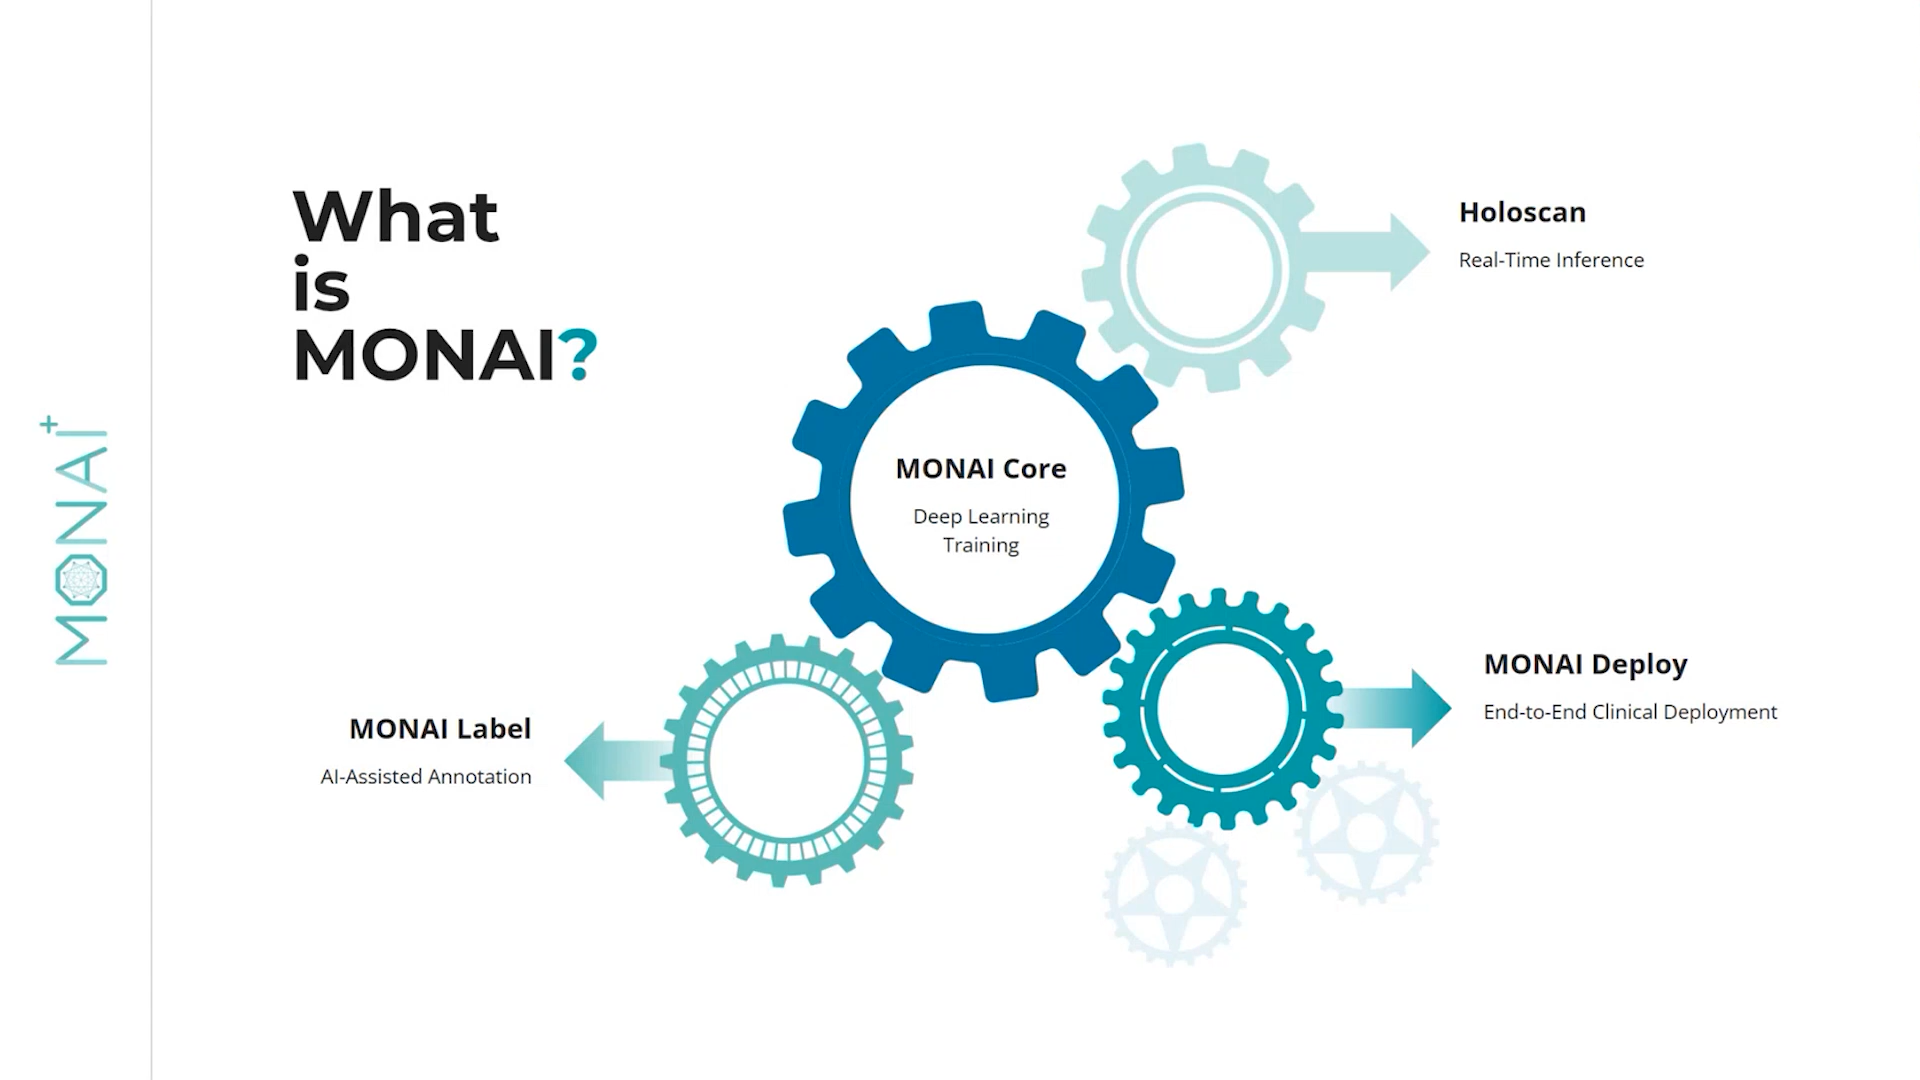 MONAI
What
is
MONAI?
Holoscan
Real-Time Inference
MONAI Core
Deep Learning
Training
MONAI Deploy
End-to-End Clinical Deployment
MONAI Label
AI-Assisted Annotation